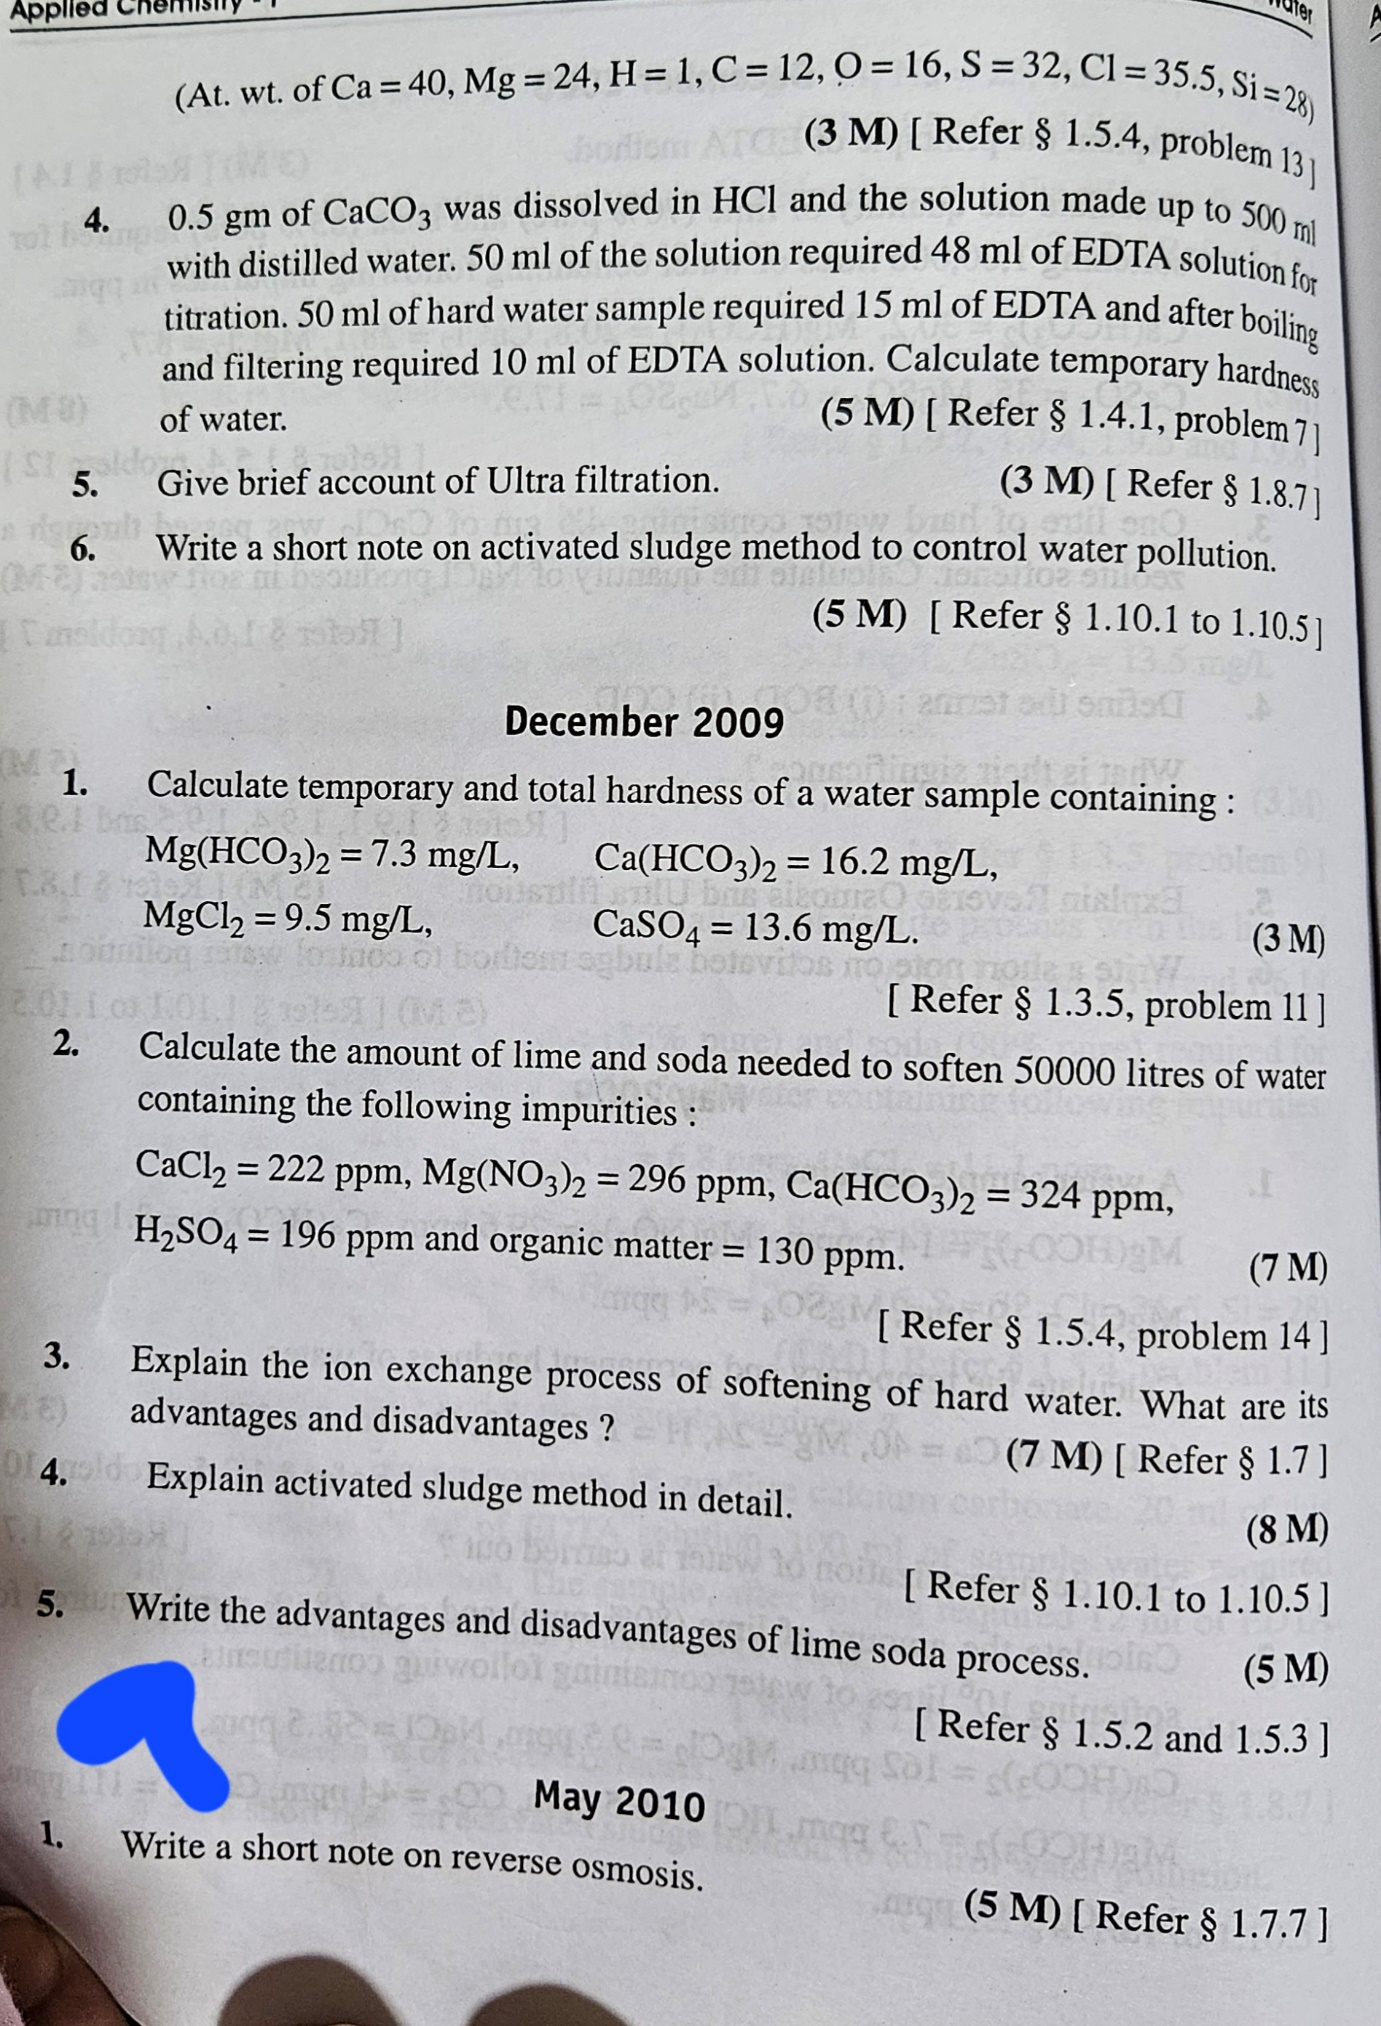 Applied Chemistry - I
Water
(At. wt. of Ca = 40, Mg = 24, H = 1, C = 12, O = 16, S = 32, Cl = 35.5, Si = 28)
(3 M) [ Refer § 1.5.4, problem 13 ]
4. 0.5 gm of CaCO₃ was dissolved in HCl and the solution made up to 500 ml
with distilled water. 50 ml of the solution required 48 ml of EDTA solution for
titration. 50 ml of hard water sample required 15 ml of EDTA and after boiling
and filtering required 10 ml of EDTA solution. Calculate temporary hardness
of water. (5 M) [ Refer § 1.4.1, problem 7 ]
5. Give brief account of Ultra filtration. (3 M) [ Refer § 1.8.7 ]
6. Write a short note on activated sludge method to control water pollution.
(5 M) [ Refer § 1.10.1 to 1.10.5 ]
December 2009
1. Calculate temporary and total hardness of a water sample containing :
Mg(HCO₃)₂ = 7.3 mg/L, Ca(HCO₃)₂ = 16.2 mg/L,
MgCl₂ = 9.5 mg/L, CaSO₄ = 13.6 mg/L. (3 M)
[ Refer § 1.3.5, problem 11 ]
2. Calculate the amount of lime and soda needed to soften 50000 litres of water
containing the following impurities :
CaCl₂ = 222 ppm, Mg(NO₃)₂ = 296 ppm, Ca(HCO₃)₂ = 324 ppm,
H₂SO₄ = 196 ppm and organic matter = 130 ppm. (7 M)
[ Refer § 1.5.4, problem 14 ]
3. Explain the ion exchange process of softening of hard water. What are its
advantages and disadvantages ? (7 M) [ Refer § 1.7 ]
4. Explain activated sludge method in detail. (8 M)
[ Refer § 1.10.1 to 1.10.5 ]
5. Write the advantages and disadvantages of lime soda process. (5 M)
[ Refer § 1.5.2 and 1.5.3 ]
May 2010
1. Write a short note on reverse osmosis.
(5 M) [ Refer § 1.7.7 ]